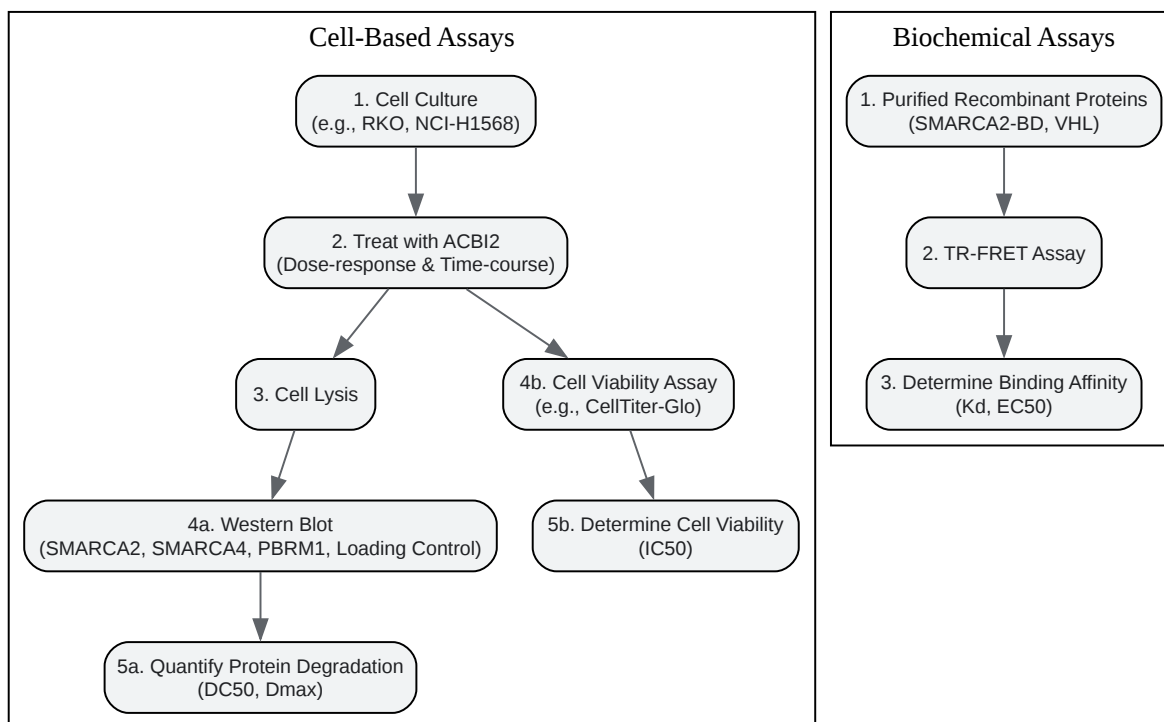 Cell-Based Assays
1. Cell Culture
(e.g., RKO, NCI-H1568)
2. Treat with ACBI2
(Dose-response & Time-course)
3. Cell Lysis
4b. Cell Viability Assay
(e.g., CellTiter-Glo)
4a. Western Blot
(SMARCA2, SMARCA4, PBRM1, Loading Control)
5b. Determine Cell Viability
(IC50)
5a. Quantify Protein Degradation
(DC50, Dmax)
Biochemical Assays
1. Purified Recombinant Proteins
(SMARCA2-BD, VHL)
2. TR-FRET Assay
3. Determine Binding Affinity
(Kd, EC50)